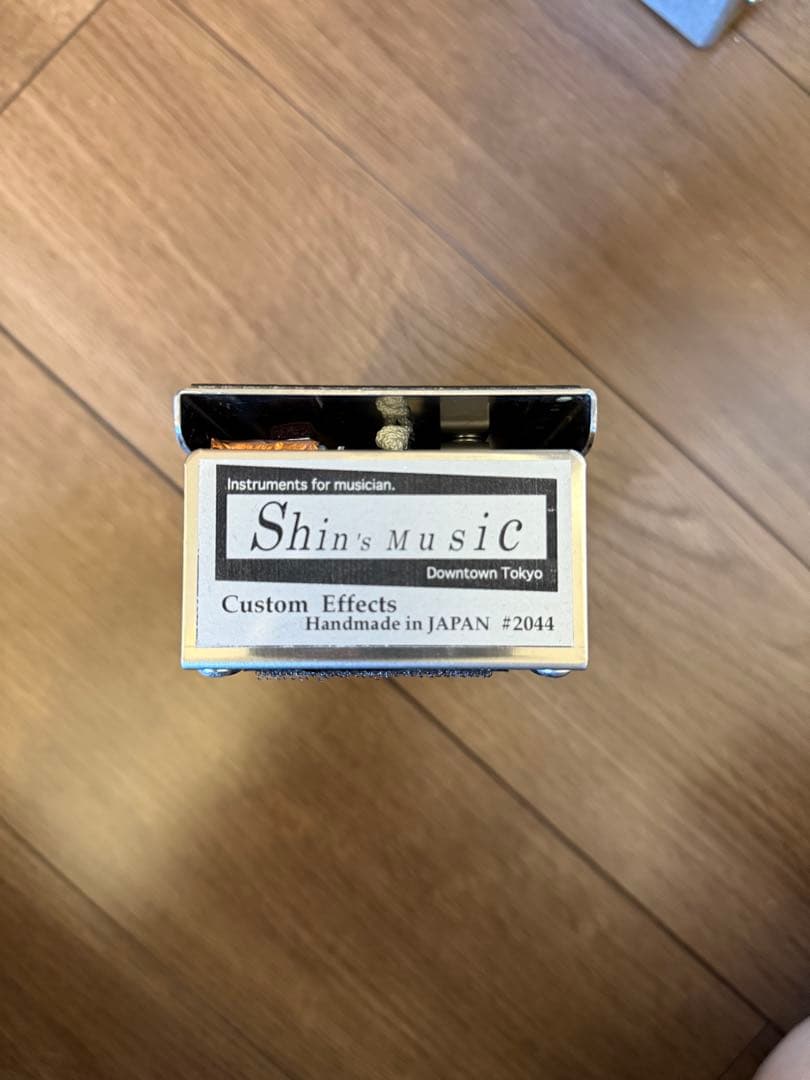 Instruments for musician.
Shin's Music
Downtown Tokyo
Custom Effects
Handmade in JAPAN #2044